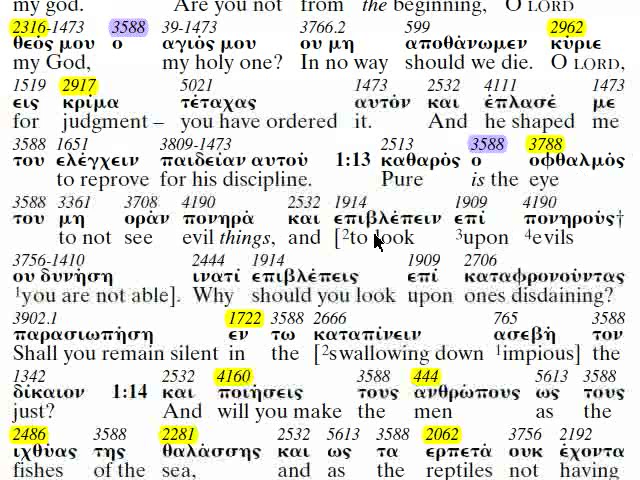 my god. Are you not from the beginning, O LORD
2316-1473 3588 39-1473 3766.2 599 2962
θεός μου ο αγιός μου ου μη αποθάνωμεν κύριε
my God, my holy one? In no way should we die. O LORD,
1519 2917 5021 1473 2532 4111 1473
εις κρίμα τέταχας αυτόν και έπλασέ με
for judgment – you have ordered it. And he shaped me
3588 1651 3809-1473 2513 3588 3788
του ελέγχειν παιδείαν αυτού 1:13 καθαρός ο οφθαλμός
to reprove for his discipline. Pure is the eye
3588 3361 3708 4190 2532 1914 1909 4190
του μη οράν πονηρά και επιβλέπειν επί πονηρούς†
to not see evil things, and [²to look ³upon ⁴evils
3756-1410 2444 1914 1909 2706
ου δυνήση ινατί επιβλέπεις επί καταφρονούντας
¹you are not able]. Why should you look upon ones disdaining?
3902.1 1722 3588 2666 765 3588
παρασιωπήση εν τω καταπίνειν ασεβή τον
Shall you remain silent in the [²swallowing down ¹impious] the
1342 2532 4160 3588 444 5613 3588
δίκαιον 1:14 και ποιήσεις τους ανθρώπους ως τους
just? And will you make the men as the
2486 3588 2281 2532 5613 3588 2062 3756 2192
ιχθύας της θαλάσσης και ως τα ερπετά ουκ έχοντα
fishes of the sea, and as the reptiles not having